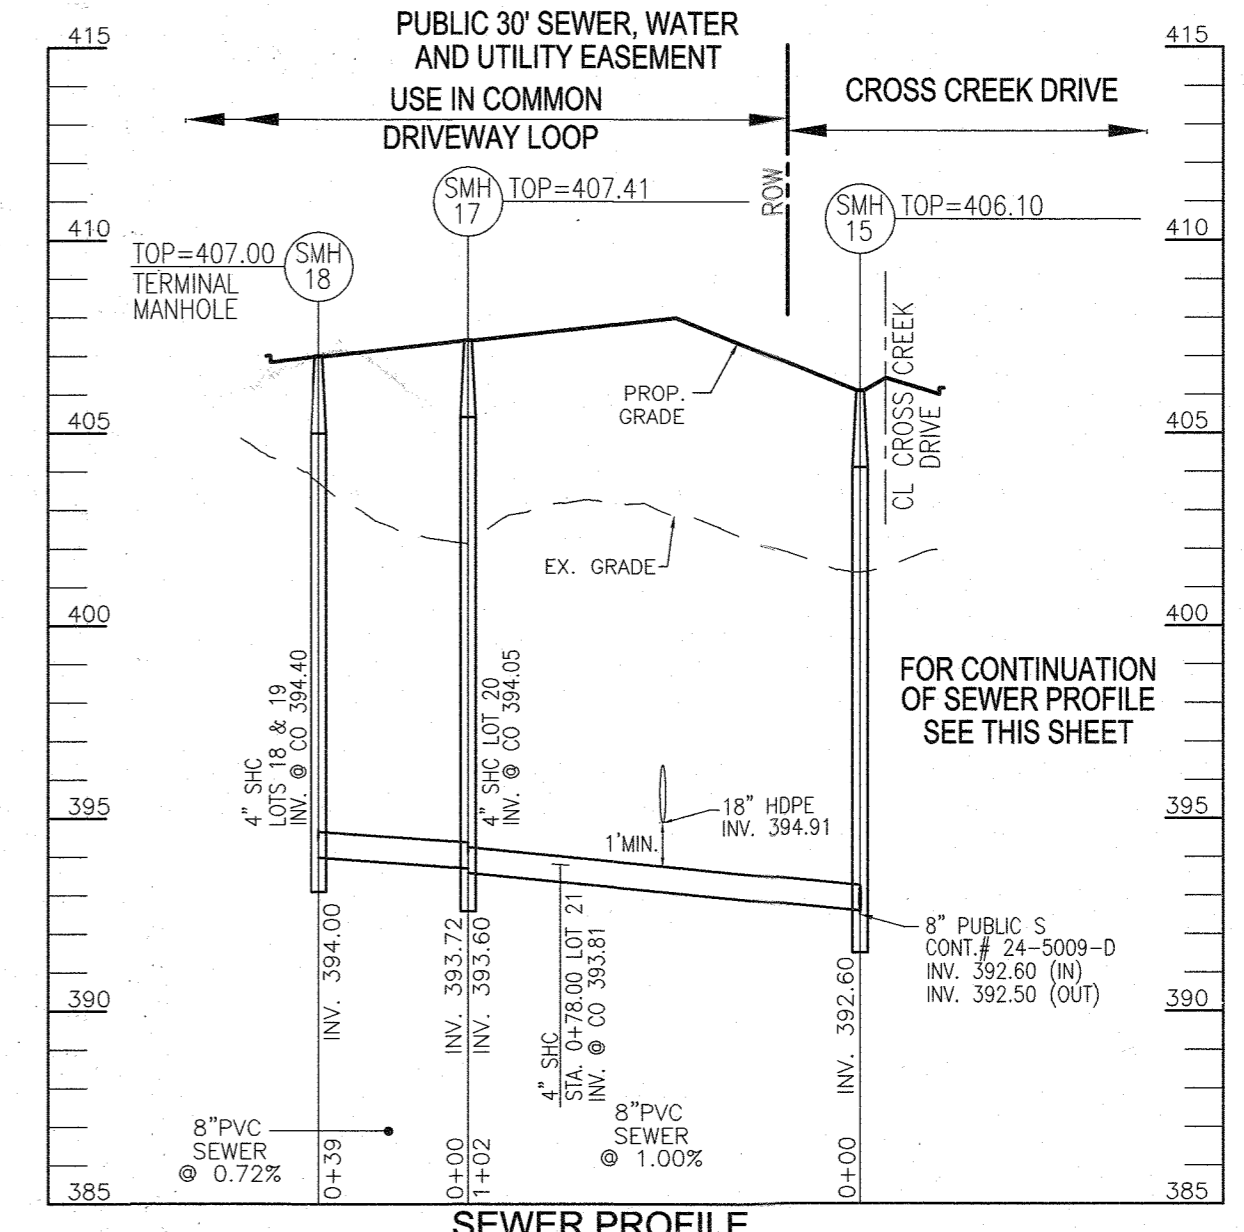 PUBLIC 30' SEWER, WATER
AND UTILITY EASEMENT
USE IN COMMON
DRIVEWAY LOOP
CROSS CREEK DRIVE
415
415
ROW
SMH
17
TOP=407.41
SMH
15
TOP=406.10
410
410
TOP=407.00
TERMINAL
MANHOLE
SMH
18
PROP.
GRADE
CL CROSS CREEK
DRIVE
405
405
EX. GRADE
400
400
4" SHC
LOTS 18 & 19
INV. @ CO 394.40
4" SHC LOT 20
INV. @ CO 394.05
FOR CONTINUATION
OF SEWER PROFILE
SEE THIS SHEET
395
395
18" HDPE
INV. 394.91
1'MIN.
8" PUBLIC S
CONT.# 24-5009-D
INV. 392.60 (IN)
INV. 392.50 (OUT)
INV. 394.00
INV. 393.72
INV. 393.60
4" SHC
STA. 0+78.00 LOT 21
INV. @ CO 393.81
INV. 392.60
390
390
8"PVC
SEWER
@ 0.72%
8"PVC
SEWER
@ 1.00%
0+39
0+00
1+02
0+00
385
385
SEWER PROFILE